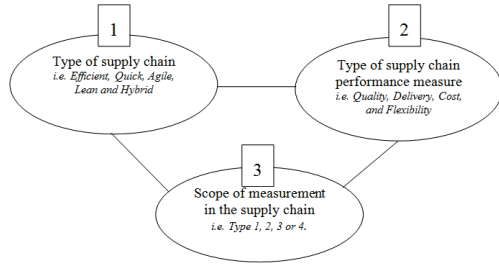 1
Type of supply chain
i.e. Efficient, Quick, Agile,
Lean and Hybrid
2
Type of supply chain
performance measure
i.e. Quality, Delivery, Cost,
and Flexibility
3
Scope of measurement
in the supply chain
i.e. Type 1, 2, 3 or 4.